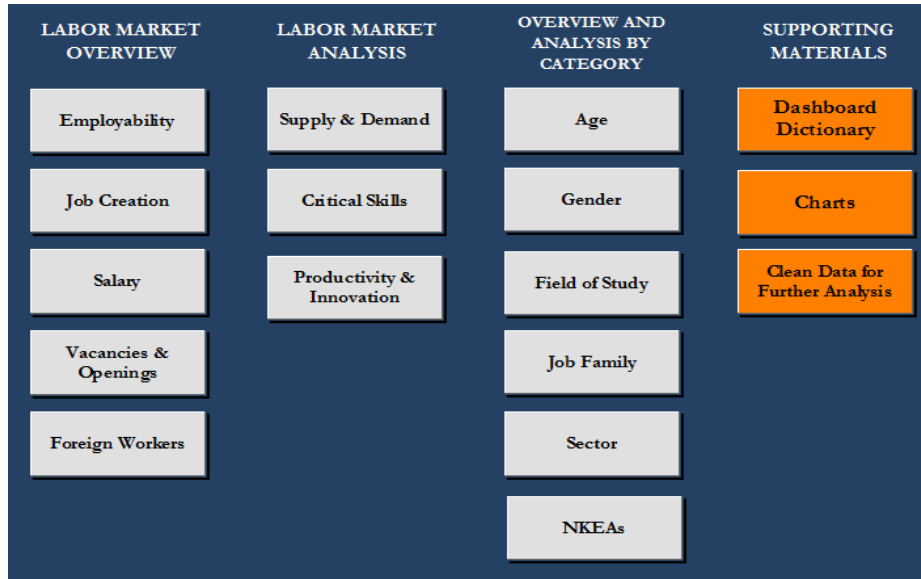 LABOR MARKET
OVERVIEW
Employability
Job Creation
Salary
Vacancies &
Openings
Foreign Workers
LABOR MARKET
ANALYSIS
Supply & Demand
Critical Skills
Productivity &
Innovation
OVERVIEW AND
ANALYSIS BY
CATEGORY
Age
Gender
Field of Study
Job Family
Sector
NKEAs
SUPPORTING
MATERIALS
Dashboard
Dictionary
Charts
Clean Data for
Further Analysis